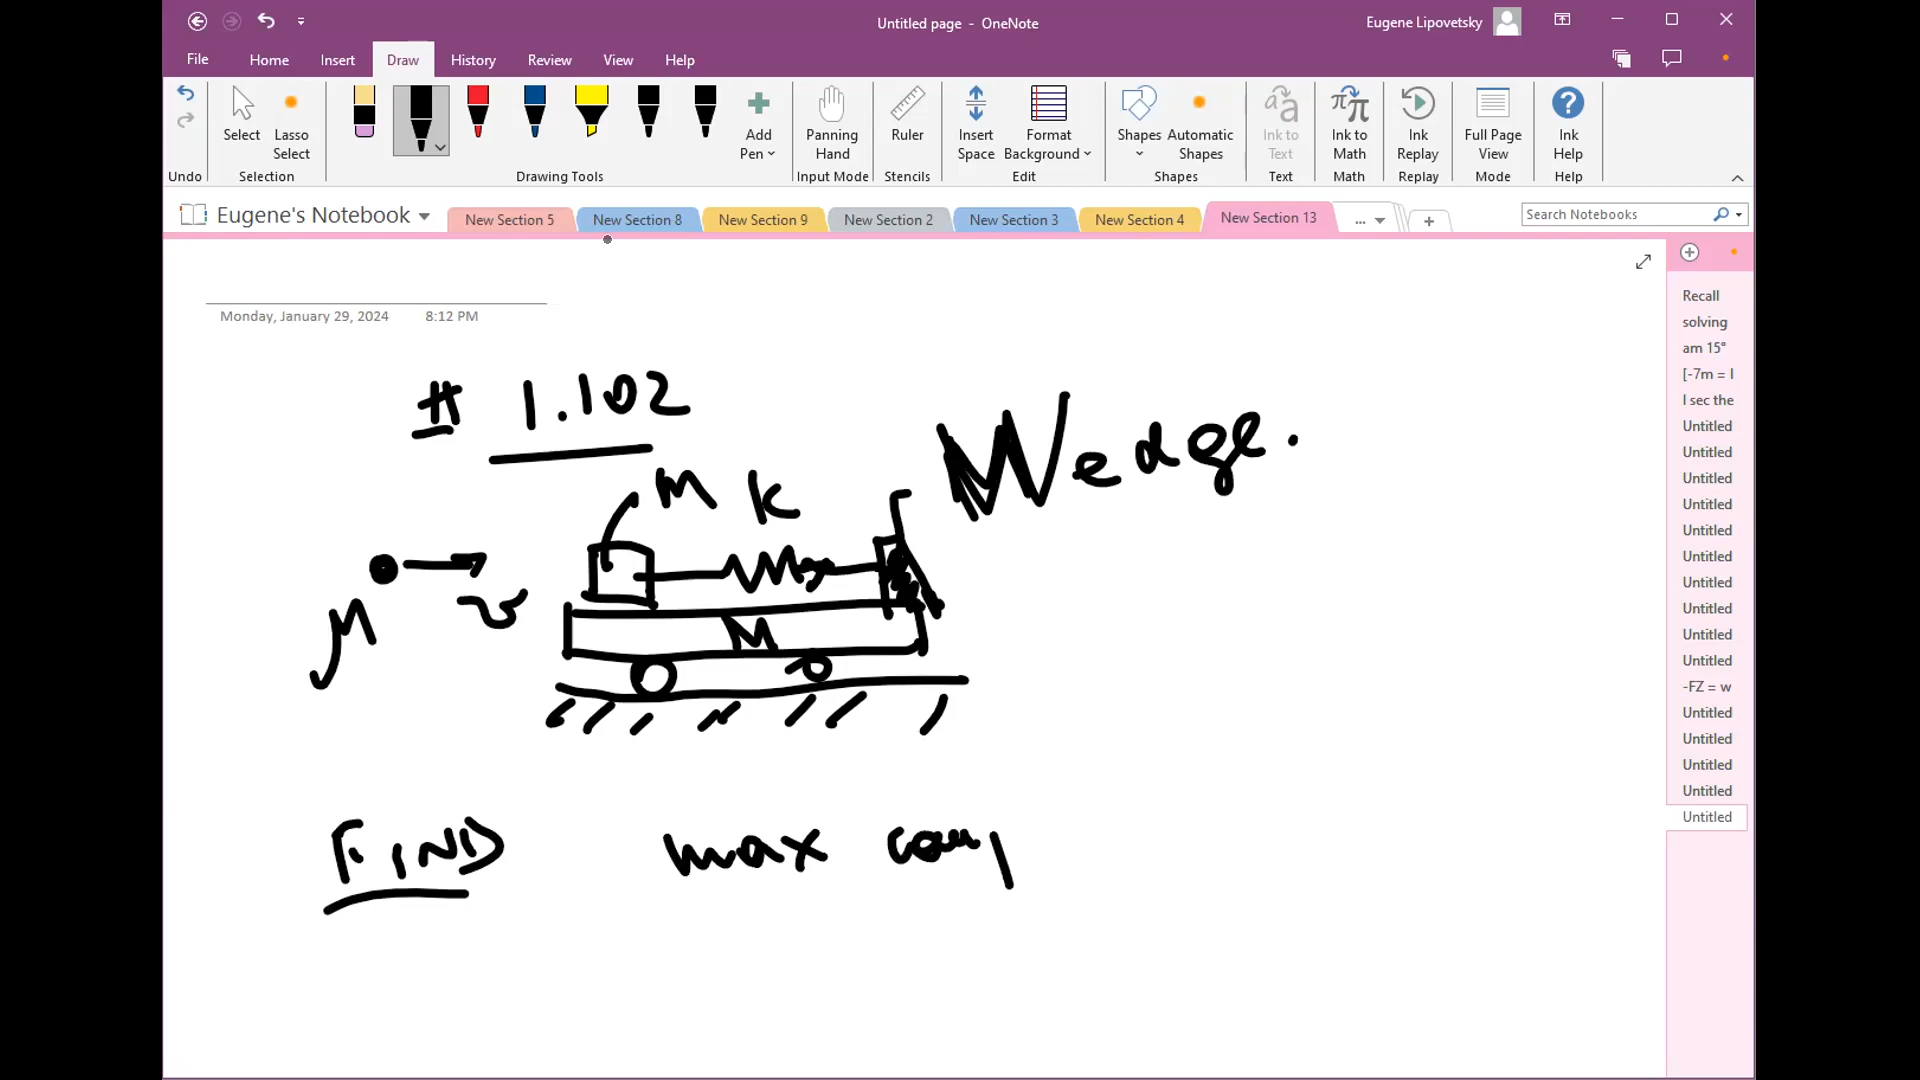 Untitled page - OneNote
Eugene Lipovetsky
File Home Insert Draw History Review View Help
Select
Lasso Select
Add Pen
Panning Hand
Ruler
Insert Space
Format Background
Shapes
Automatic Shapes
Ink to Text
Ink to Math
Ink Replay
Full Page View
Ink Help
Undo Selection Drawing Tools Input Mode Stencils Edit Shapes Text Math Replay Mode Help
Eugene's Notebook
New Section 5 New Section 8 New Section 9 New Section 2 New Section 3 New Section 4 New Section 13 ...
Search Notebooks
Monday, January 29, 2024 8:12 PM
# 1.102
Wedge.
m K
μ v
M
FIND max comp
Recall
solving
am 15°
[-7m = I
I sec the
Untitled
Untitled
Untitled
Untitled
Untitled
Untitled
Untitled
Untitled
Untitled
Untitled
-FZ = w
Untitled
Untitled
Untitled
Untitled
Untitled